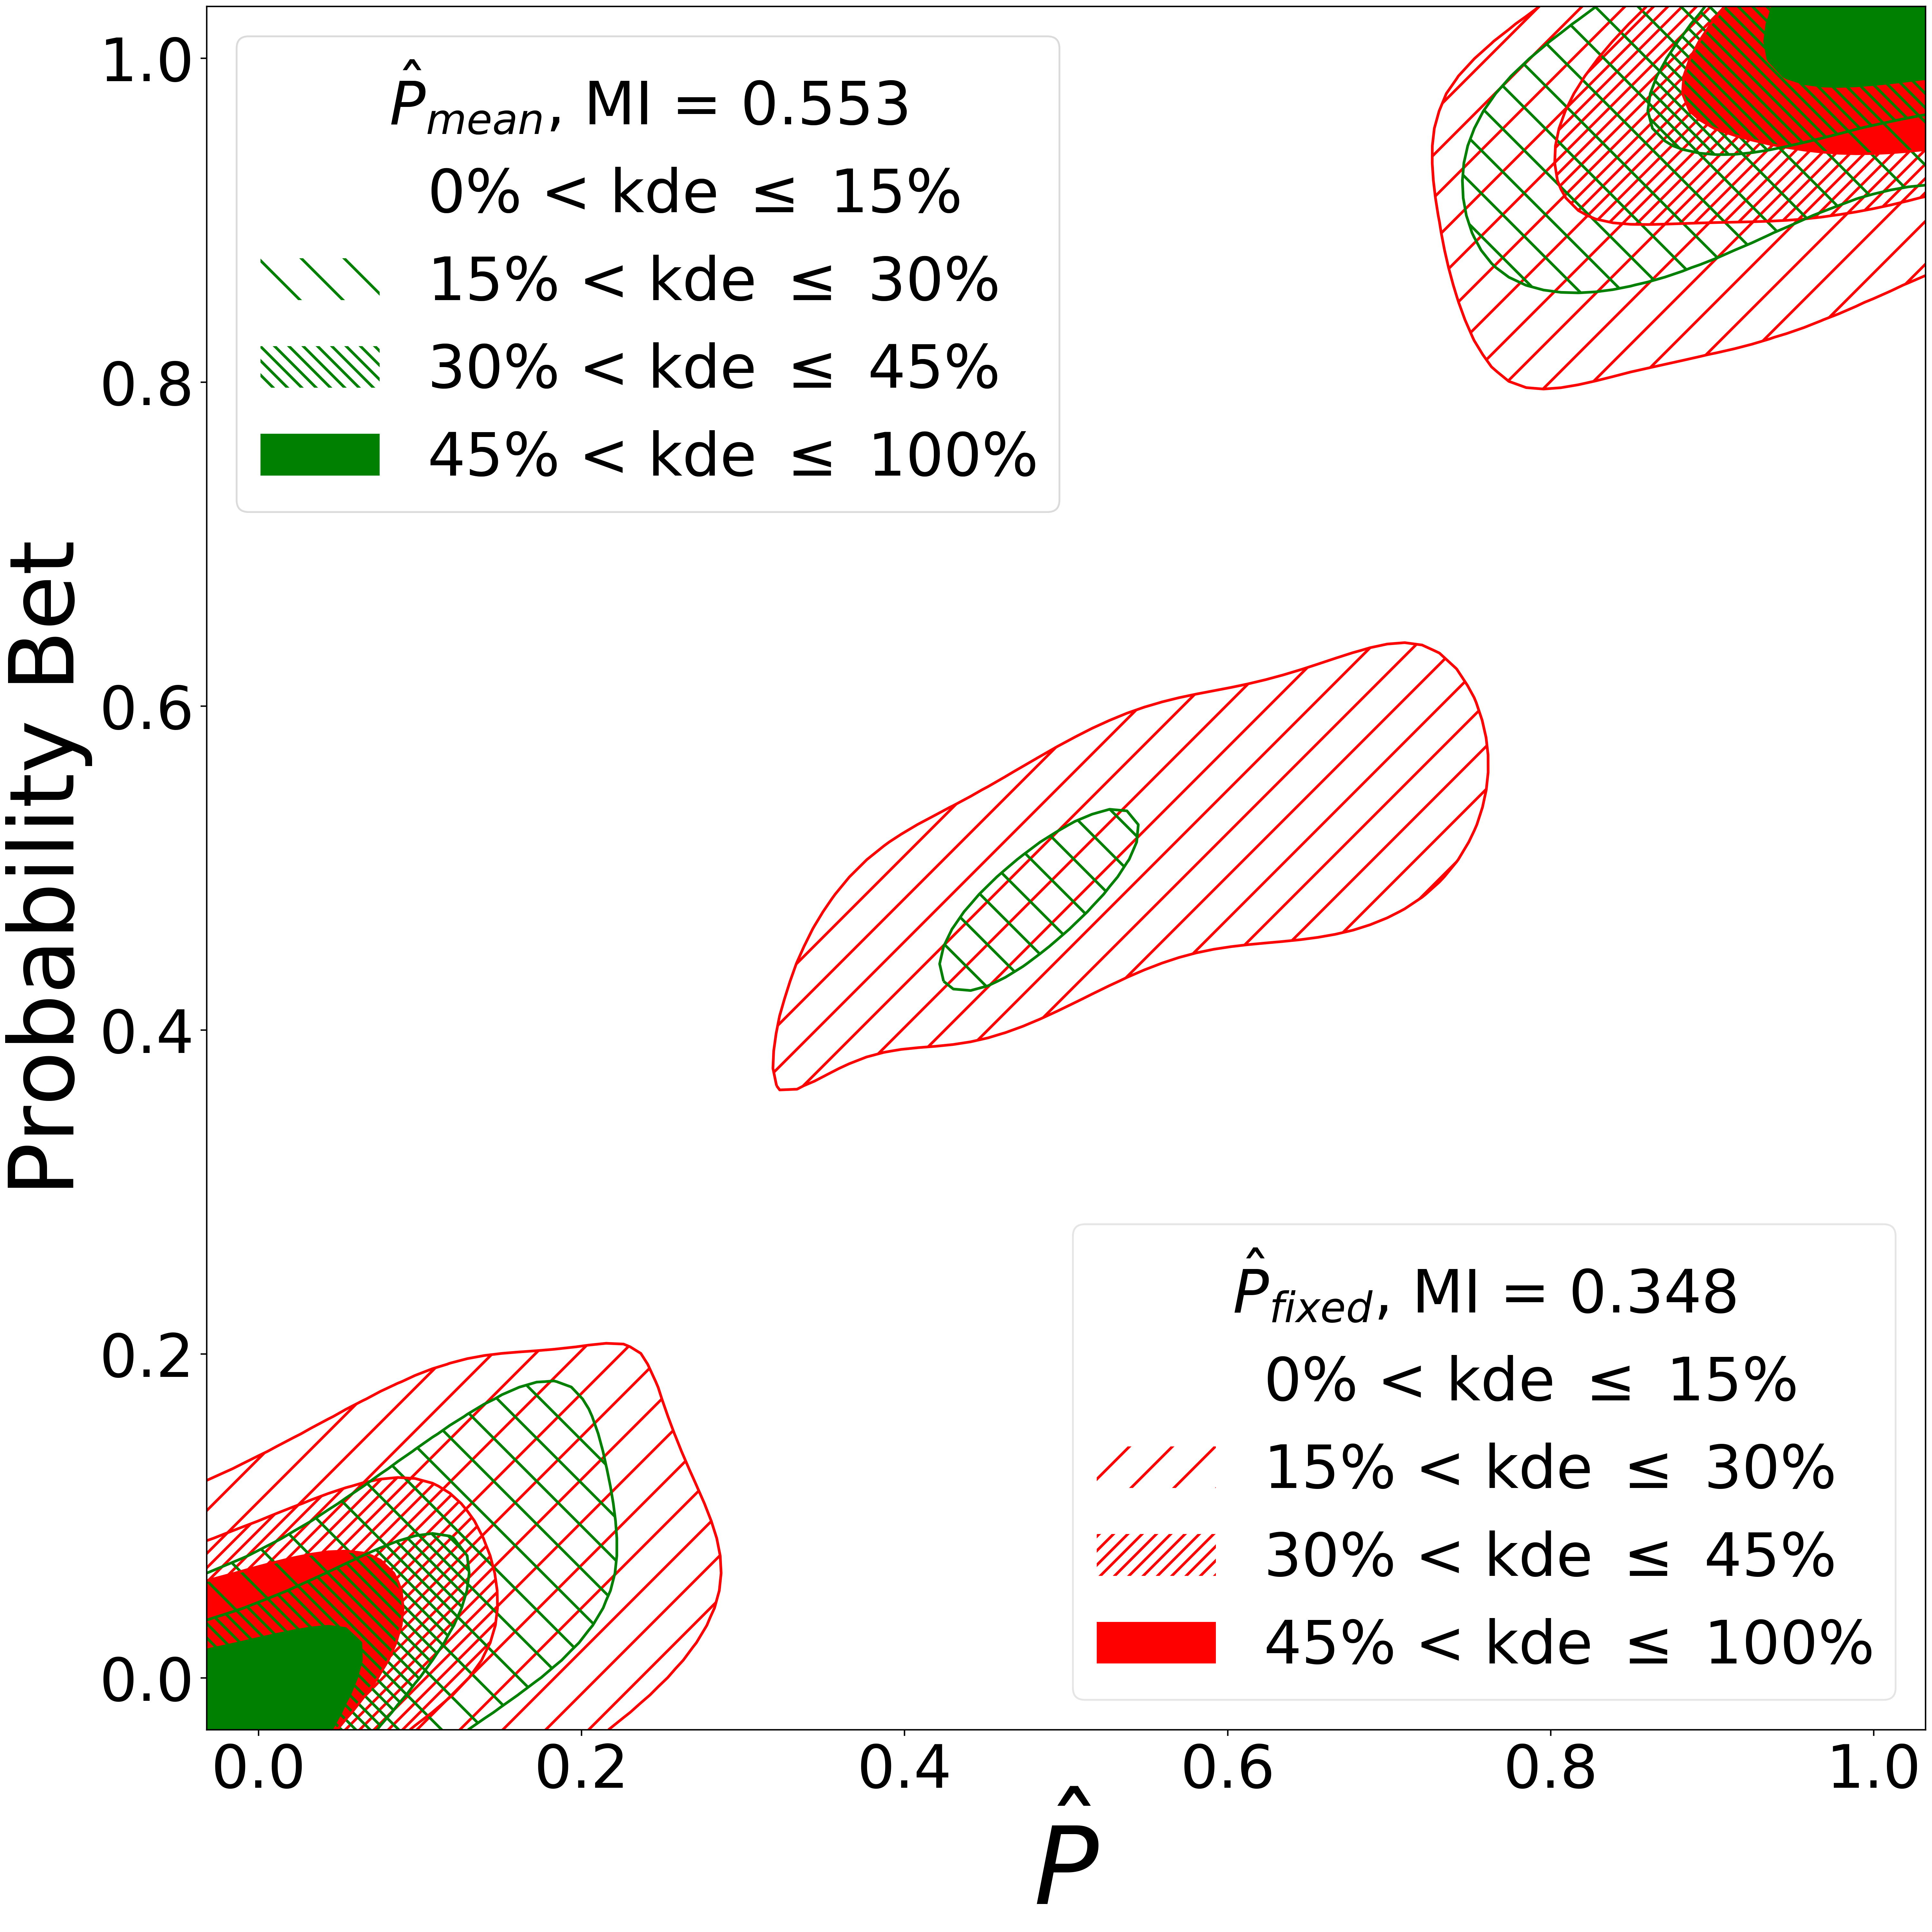 1.0
0.8
0.6
0.4
0.2
0.0
Probability Bet
P̂mean, MI = 0.553
0% < kde ≤ 15%
15% < kde ≤ 30%
30% < kde ≤ 45%
45% < kde ≤ 100%
P̂fixed, MI = 0.348
0% < kde ≤ 15%
15% < kde ≤ 30%
30% < kde ≤ 45%
45% < kde ≤ 100%
0.0 0.2 0.4 0.6 0.8 1.0
P̂